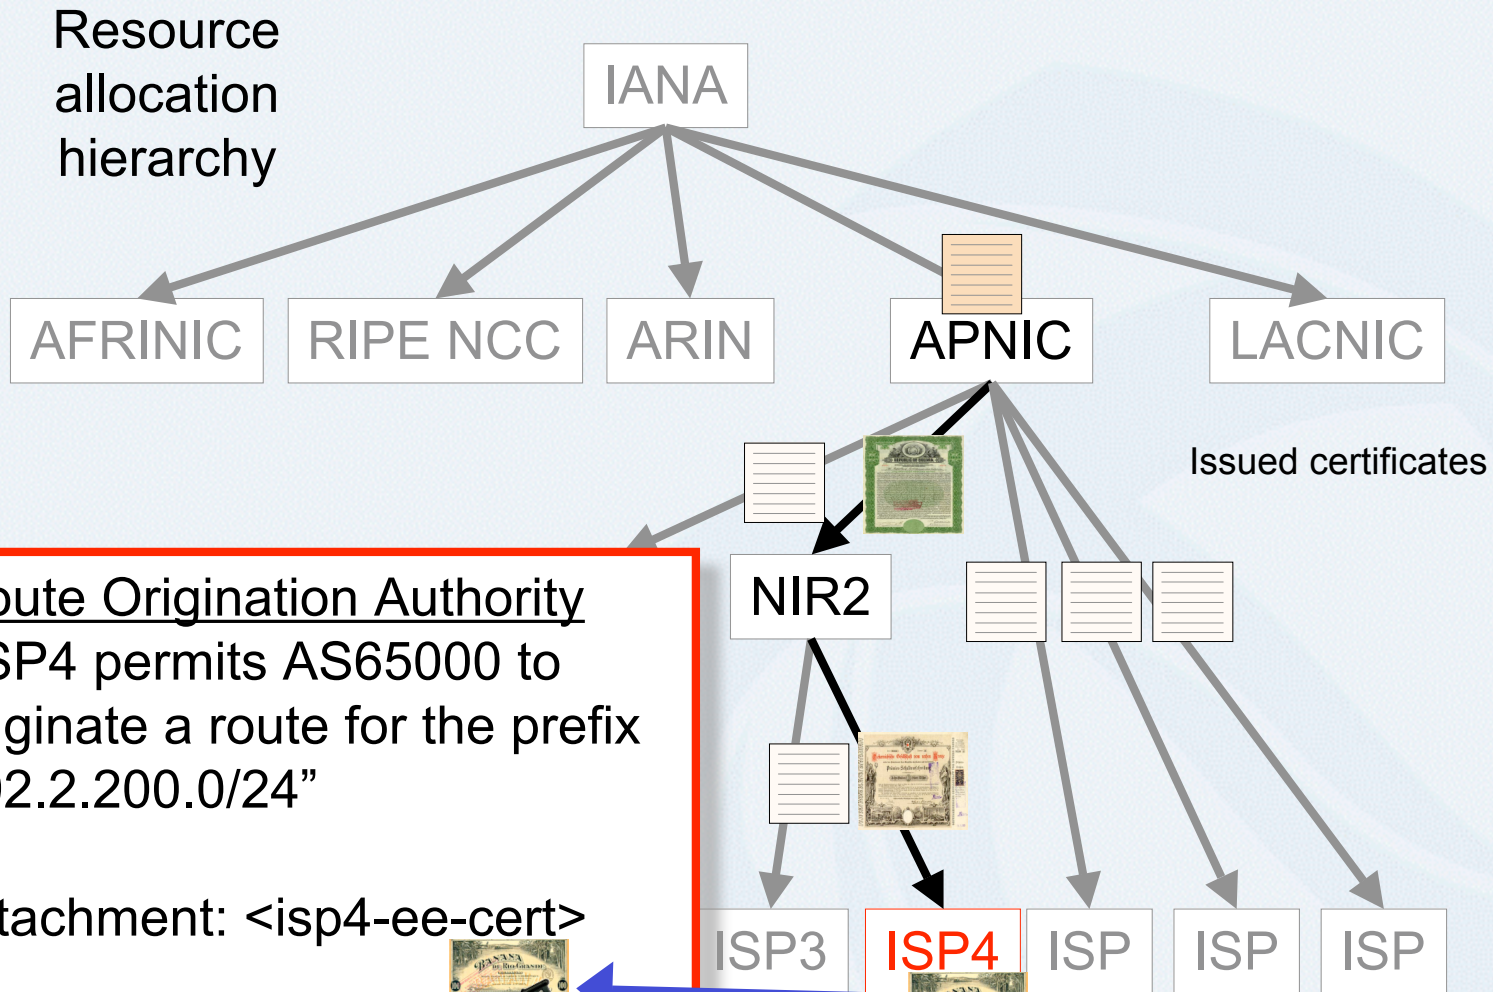 Resource
allocation
hierarchy
IANA
AFRINIC
RIPE NCC
ARIN
APNIC
LACNIC
Issued certificates
NIR2
oute Origination Authority
SP4 permits AS65000 to
ginate a route for the prefix
2.2.200.0/24”
ttachment: <isp4-ee-cert>
ISP3
ISP4
ISP
ISP
ISP